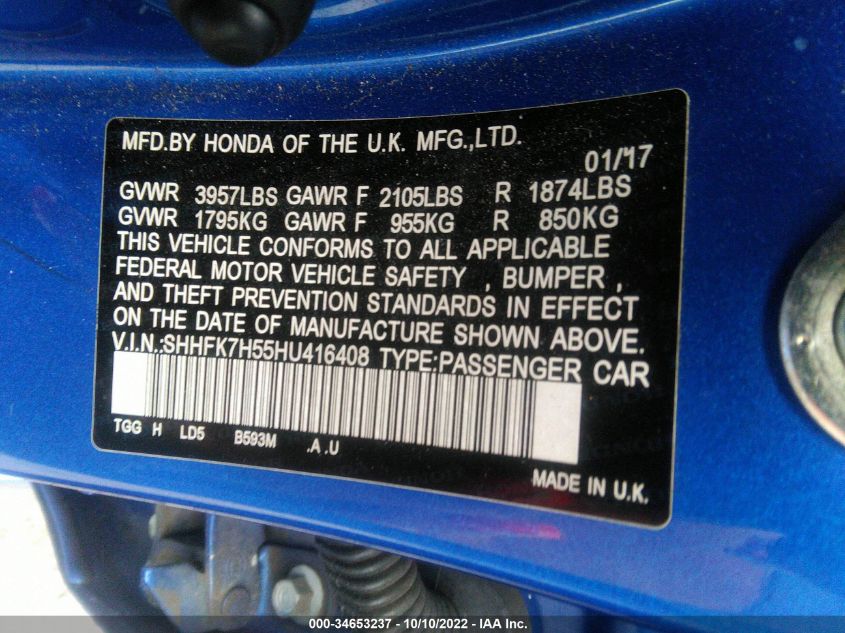 MFD.BY HONDA OF THE U.K. MFG.,LTD.
01/17
GVWR 3957LBS GAWR F 2105LBS R 1874LBS
GVWR 1795KG GAWR F 955KG R 850KG
THIS VEHICLE CONFORMS TO ALL APPLICABLE
FEDERAL MOTOR VEHICLE SAFETY , BUMPER ,
AND THEFT PREVENTION STANDARDS IN EFFECT
ON THE DATE OF MANUFACTURE SHOWN ABOVE.
V.I.N.:SHHFK7H55HU416408 TYPE:PASSENGER CAR
TGG H LD5 B593M .A .U
MADE IN U.K.
000-34653237 - 10/10/2022 - IAA Inc.